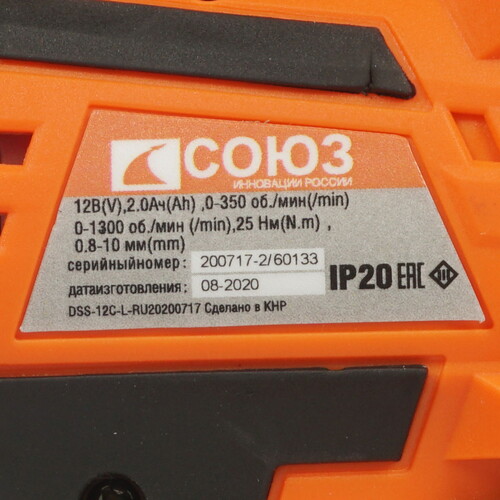 СОЮЗ
ИННОВАЦИИ РОССИИ
12В(V),2.0Ач(Ah) ,0-350 об./мин(/min)
0-1300 об./мин (/min),25 Нм(N.m) ,
0.8-10 мм(mm)
серийныйномер: 200717-2/60133
датаизготовления: 08-2020
IP20 EAC
DSS-12C-L-RU20200717 Сделано в КНР